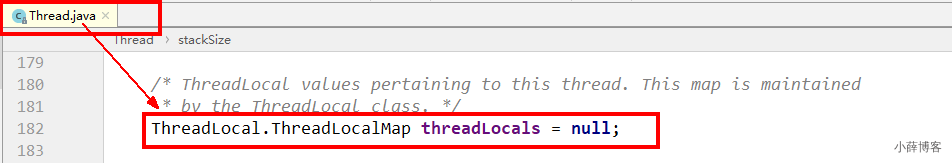 Thread.java
Thread > stackSize
179
180 /* ThreadLocal values pertaining to this thread. This map is maintained
181 * by the ThreadLocal class. */
182 ThreadLocal.ThreadLocalMap threadLocals = null;
183
小薛博客